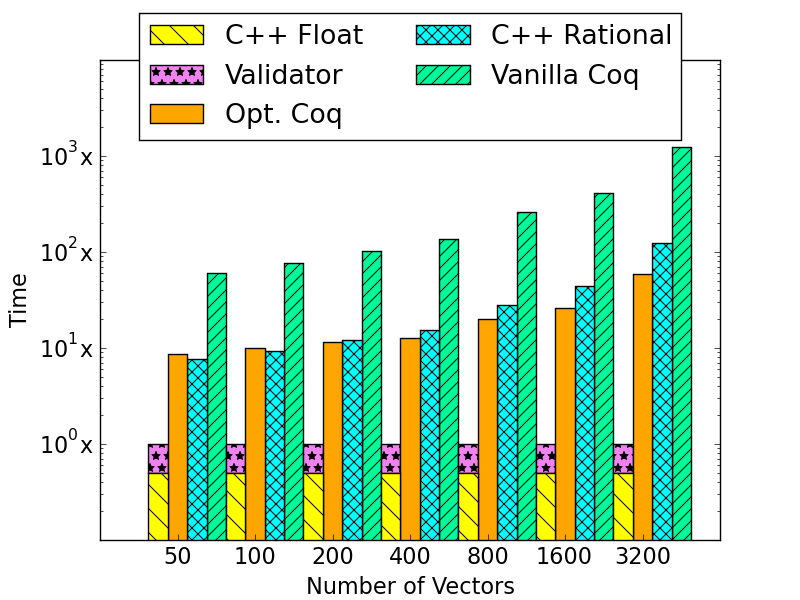 C++ Float
C++ Rational
Validator
Vanilla Coq
Opt. Coq
10³x
10²x
10¹x
10⁰x
Time
50 100 200 400 800 1600 3200
Number of Vectors